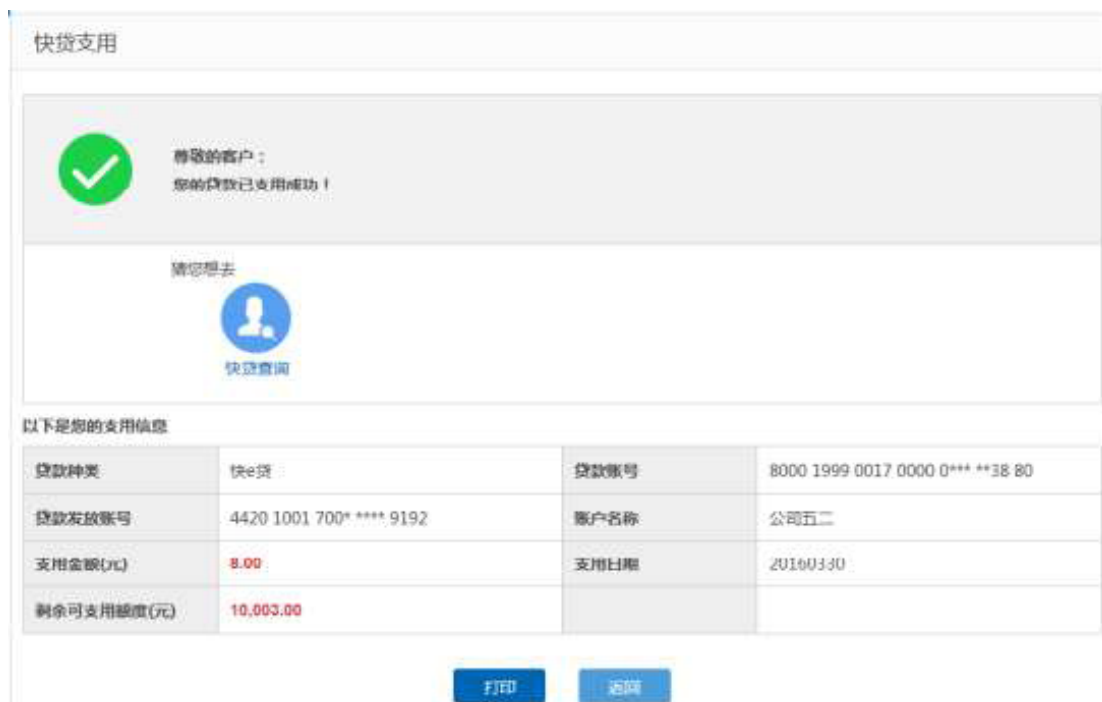 快贷支用
尊敬的客户：
您的贷款已支用成功！
猜您想去
快贷查询
以下是您的支用信息
贷款种类 快e贷 贷款账号 8000 1999 0017 0000 0*** **38 80
贷款发放账号 4420 1001 700* **** 9192 账户名称 公司五二
支用金额(元) 8.00 支用日期 20160330
剩余可支用额度(元) 10,003.00
打印 返回